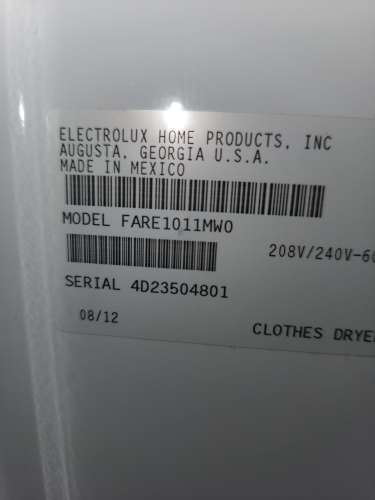 ELECTROLUX HOME PRODUCTS, INC
AUGUSTA, GEORGIA U.S.A.
MADE IN MEXICO
MODEL FARE1011MW0
208V/240V-60
SERIAL 4D23504801
08/12
CLOTHES DRYE